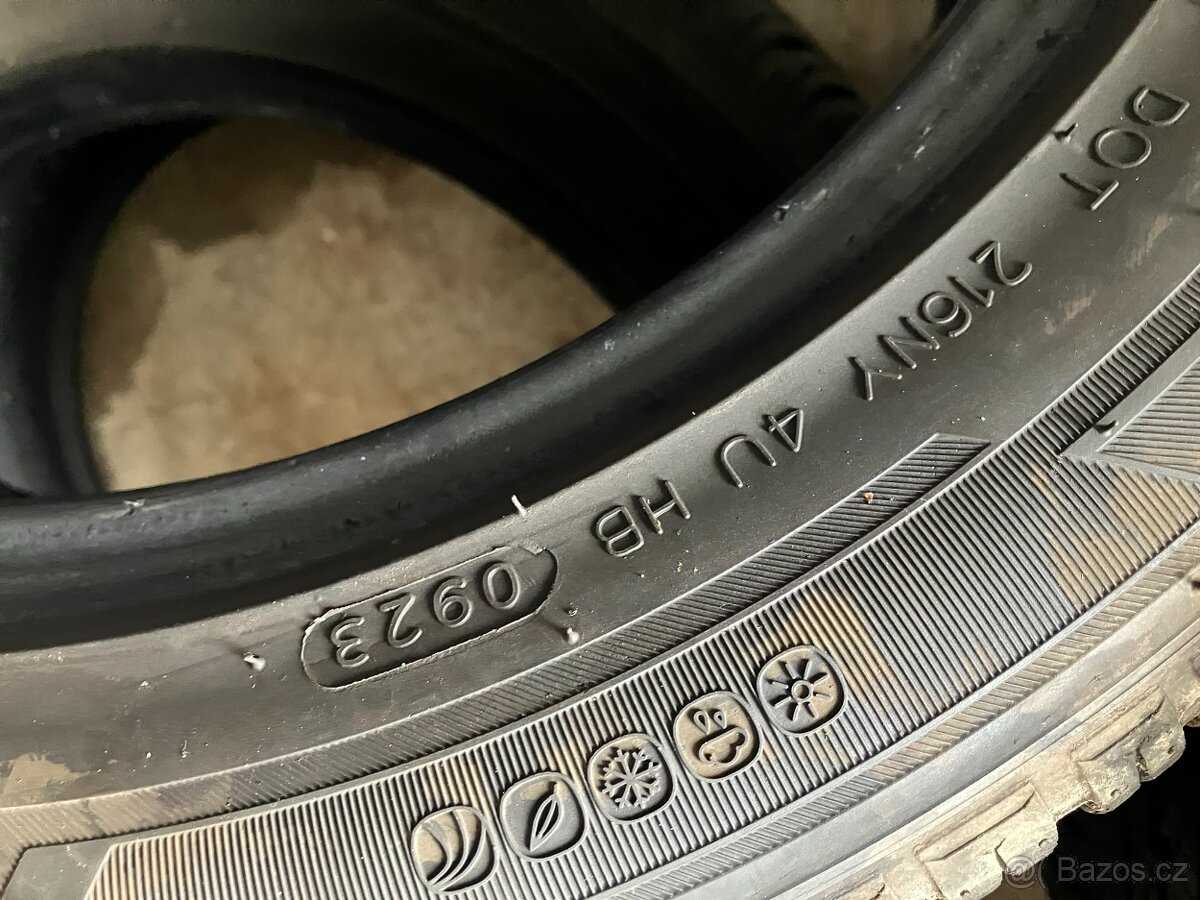 DOT 216NY 4U HB 0923
@ Bazos.cz